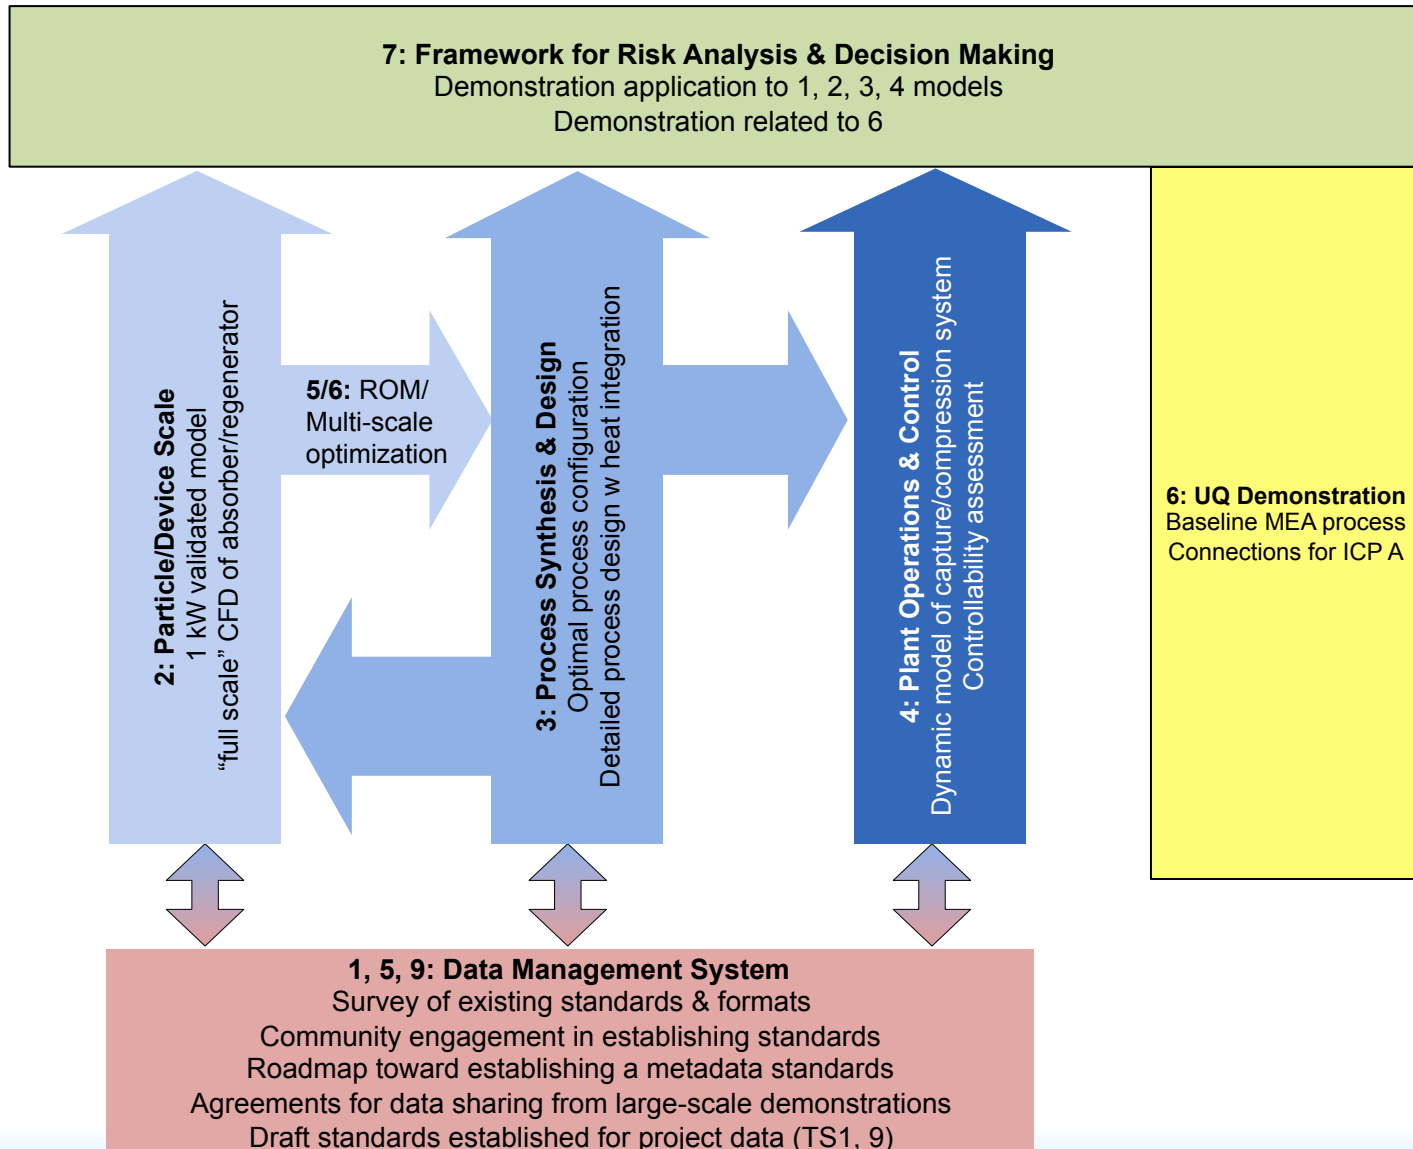 7: Framework for Risk Analysis & Decision Making
Demonstration application to 1, 2, 3, 4 models
Demonstration related to 6
2: Particle/Device Scale
1 kW validated model
“full scale” CFD of absorber/regenerator
5/6: ROM/
Multi-scale
optimization
3: Process Synthesis & Design
Optimal process configuration
Detailed process design w heat integration
4: Plant Operations & Control
Dynamic model of capture/compression system
Controllability assessment
6: UQ Demonstration
Baseline MEA process
Connections for ICP A
1, 5, 9: Data Management System
Survey of existing standards & formats
Community engagement in establishing standards
Roadmap toward establishing a metadata standards
Agreements for data sharing from large-scale demonstrations
Draft standards established for project data (TS1, 9)